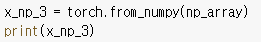 x_np_3 = torch.from_numpy(np_array)
print(x_np_3)